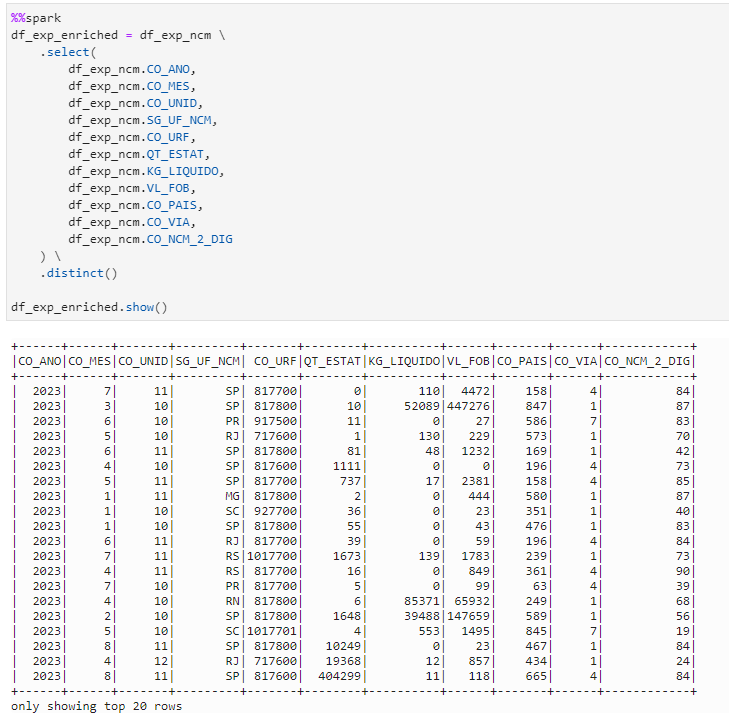 %%spark
df_exp_enriched = df_exp_ncm \
    .select(
        df_exp_ncm.CO_ANO,
        df_exp_ncm.CO_MES,
        df_exp_ncm.CO_UNID,
        df_exp_ncm.SG_UF_NCM,
        df_exp_ncm.CO_URF,
        df_exp_ncm.QT_ESTAT,
        df_exp_ncm.KG_LIQUIDO,
        df_exp_ncm.VL_FOB,
        df_exp_ncm.CO_PAIS,
        df_exp_ncm.CO_VIA,
        df_exp_ncm.CO_NCM_2_DIG
    ) \
    .distinct()
df_exp_enriched.show()
+------+------+-------+---------+-------+--------+----------+------+-------+------+------------+
|CO_ANO|CO_MES|CO_UNID|SG_UF_NCM| CO_URF|QT_ESTAT|KG_LIQUIDO|VL_FOB|CO_PAIS|CO_VIA|CO_NCM_2_DIG|
+------+------+-------+---------+-------+--------+----------+------+-------+------+------------+
|  2023|     7|     11|       SP| 817700|       0|       110|  4472|    158|     4|          84|
|  2023|     3|     10|       SP| 817800|      10|     52089|447276|    847|     1|          87|
|  2023|     6|     10|       PR| 917500|      11|         0|    27|    586|     7|          83|
|  2023|     5|     10|       RJ| 717600|       1|       130|   229|    573|     1|          70|
|  2023|     6|     11|       SP| 817800|      81|        48|  1232|    169|     1|          42|
|  2023|     4|     10|       SP| 817600|    1111|         0|     0|    196|     4|          73|
|  2023|     5|     11|       SP| 817700|     737|        17|  2381|    158|     4|          85|
|  2023|     1|     11|       MG| 817800|       2|         0|   444|    580|     1|          87|
|  2023|     1|     10|       SC| 927700|      36|         0|    23|    351|     1|          40|
|  2023|     1|     10|       SP| 817800|      55|         0|    43|    476|     1|          83|
|  2023|     6|     11|       RJ| 817700|      39|         0|    59|    196|     4|          84|
|  2023|     7|     11|       RS|1017700|    1673|       139|  1783|    239|     1|          73|
|  2023|     4|     11|       RS| 817700|      16|         0|   849|    361|     4|          90|
|  2023|     7|     10|       PR| 817700|       5|         0|    99|     63|     4|          39|
|  2023|     4|     10|       RN| 817800|       6|     85371| 65932|    249|     1|          68|
|  2023|     2|     10|       SP| 817800|    1648|     39488|147659|    589|     1|          56|
|  2023|     5|     10|       SC|1017701|       4|       553|  1495|    845|     7|          19|
|  2023|     8|     11|       SP| 817800|   10249|         0|    23|    467|     1|          84|
|  2023|     4|     12|       RJ| 717600|   19368|        12|   857|    434|     1|          24|
|  2023|     8|     11|       SP| 817600|  404299|        11|   118|    665|     4|          84|
+------+------+-------+---------+-------+--------+----------+------+-------+------+------------+
only showing top 20 rows